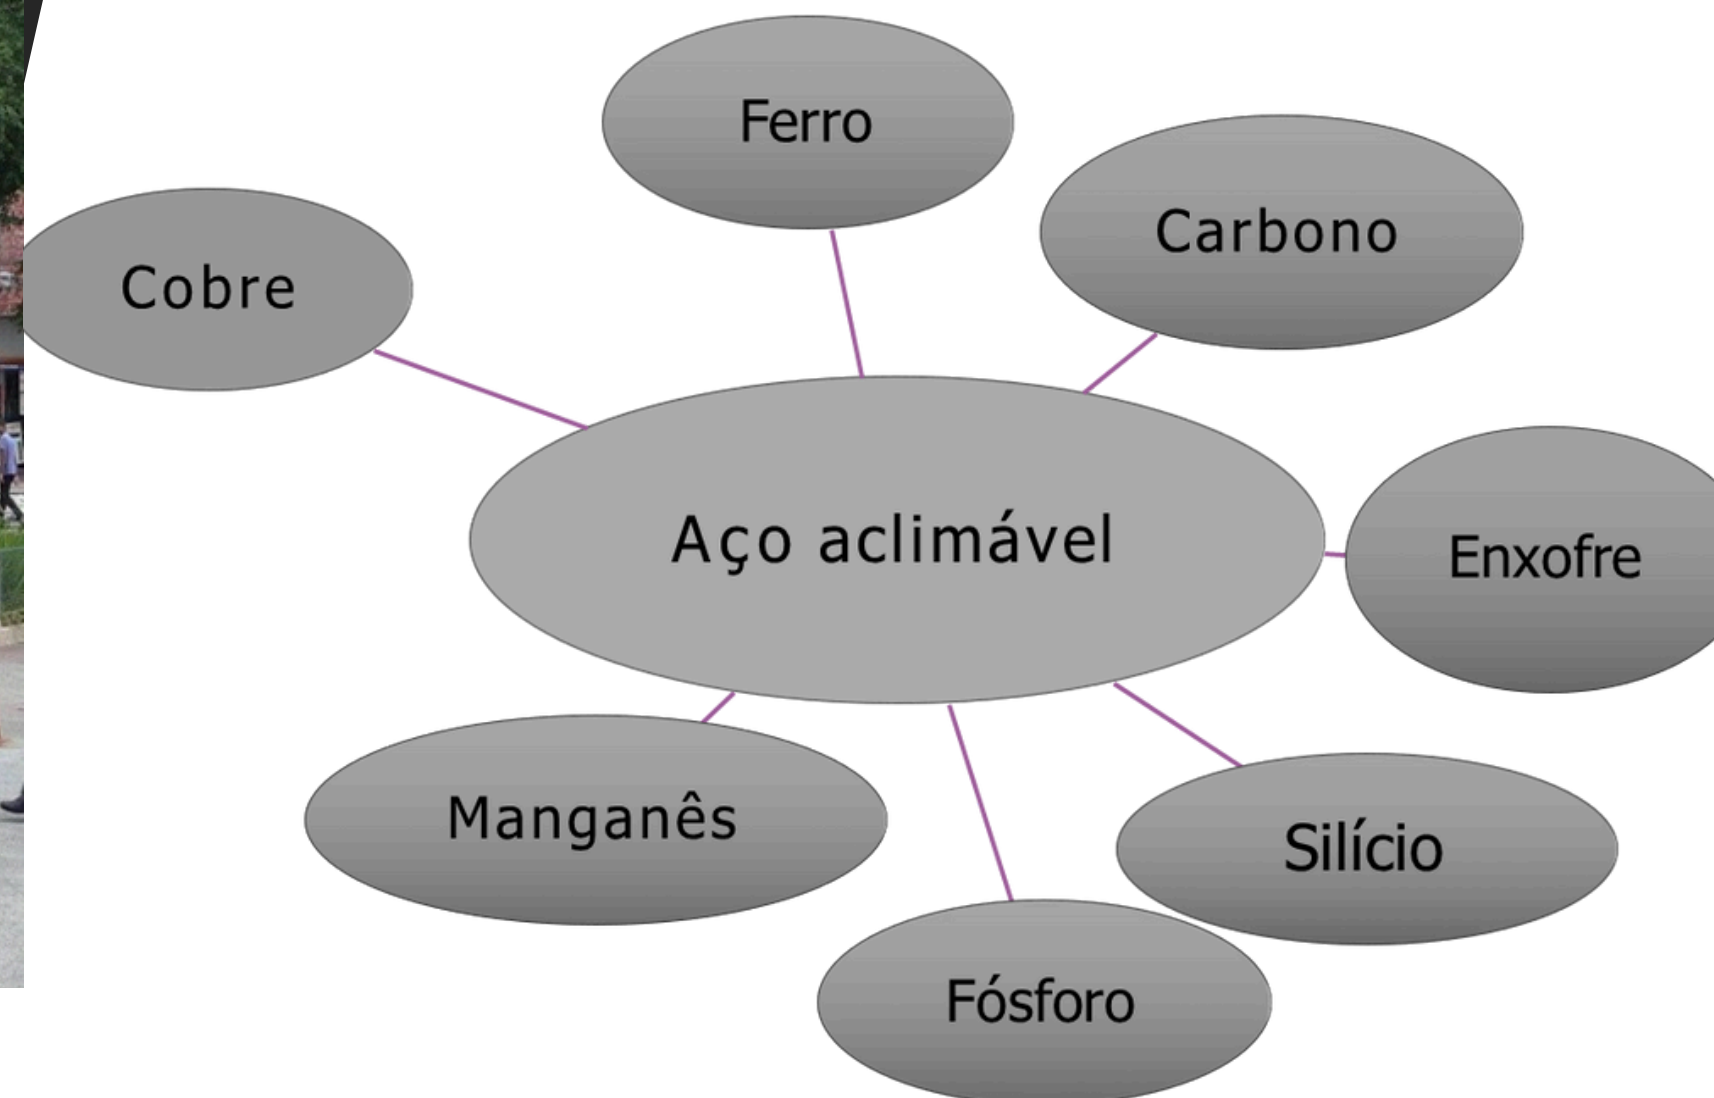 Ferro
Carbono
Cobre
Aço aclimável
Enxofre
Manganês
Silício
Fósforo